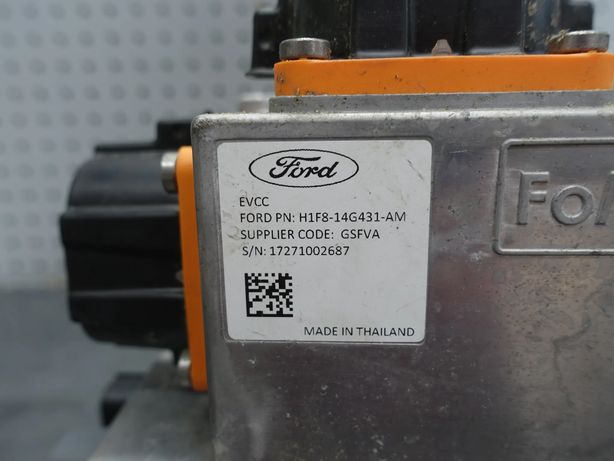 Ford
EVCC
FORD PN: H1F8-14G431-AM
SUPPLIER CODE: GSFVA
S/N: 17271002687
MADE IN THAILAND